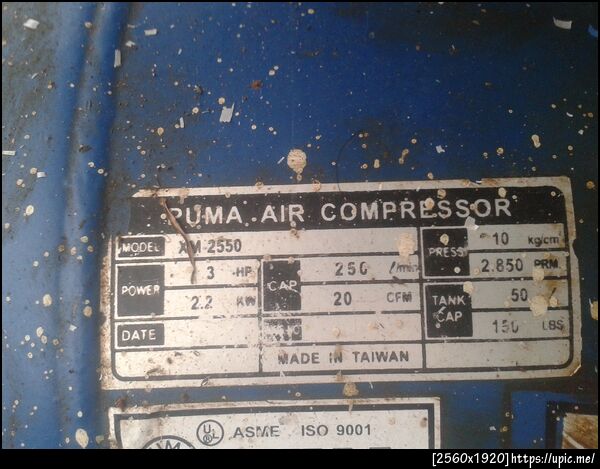 PUMA AIR COMPRESSOR
MODEL XM-2550
POWER 3 HP
2.2 KW
CAP 250 ℓ/min
20 CFM
PRESS 10 kg/cm
2.850 PRM
TANK CAP 50
150 LBS
DATE
MADE IN TAIWAN
UL ASME ISO 9001
[2560x1920]https://upic.me/